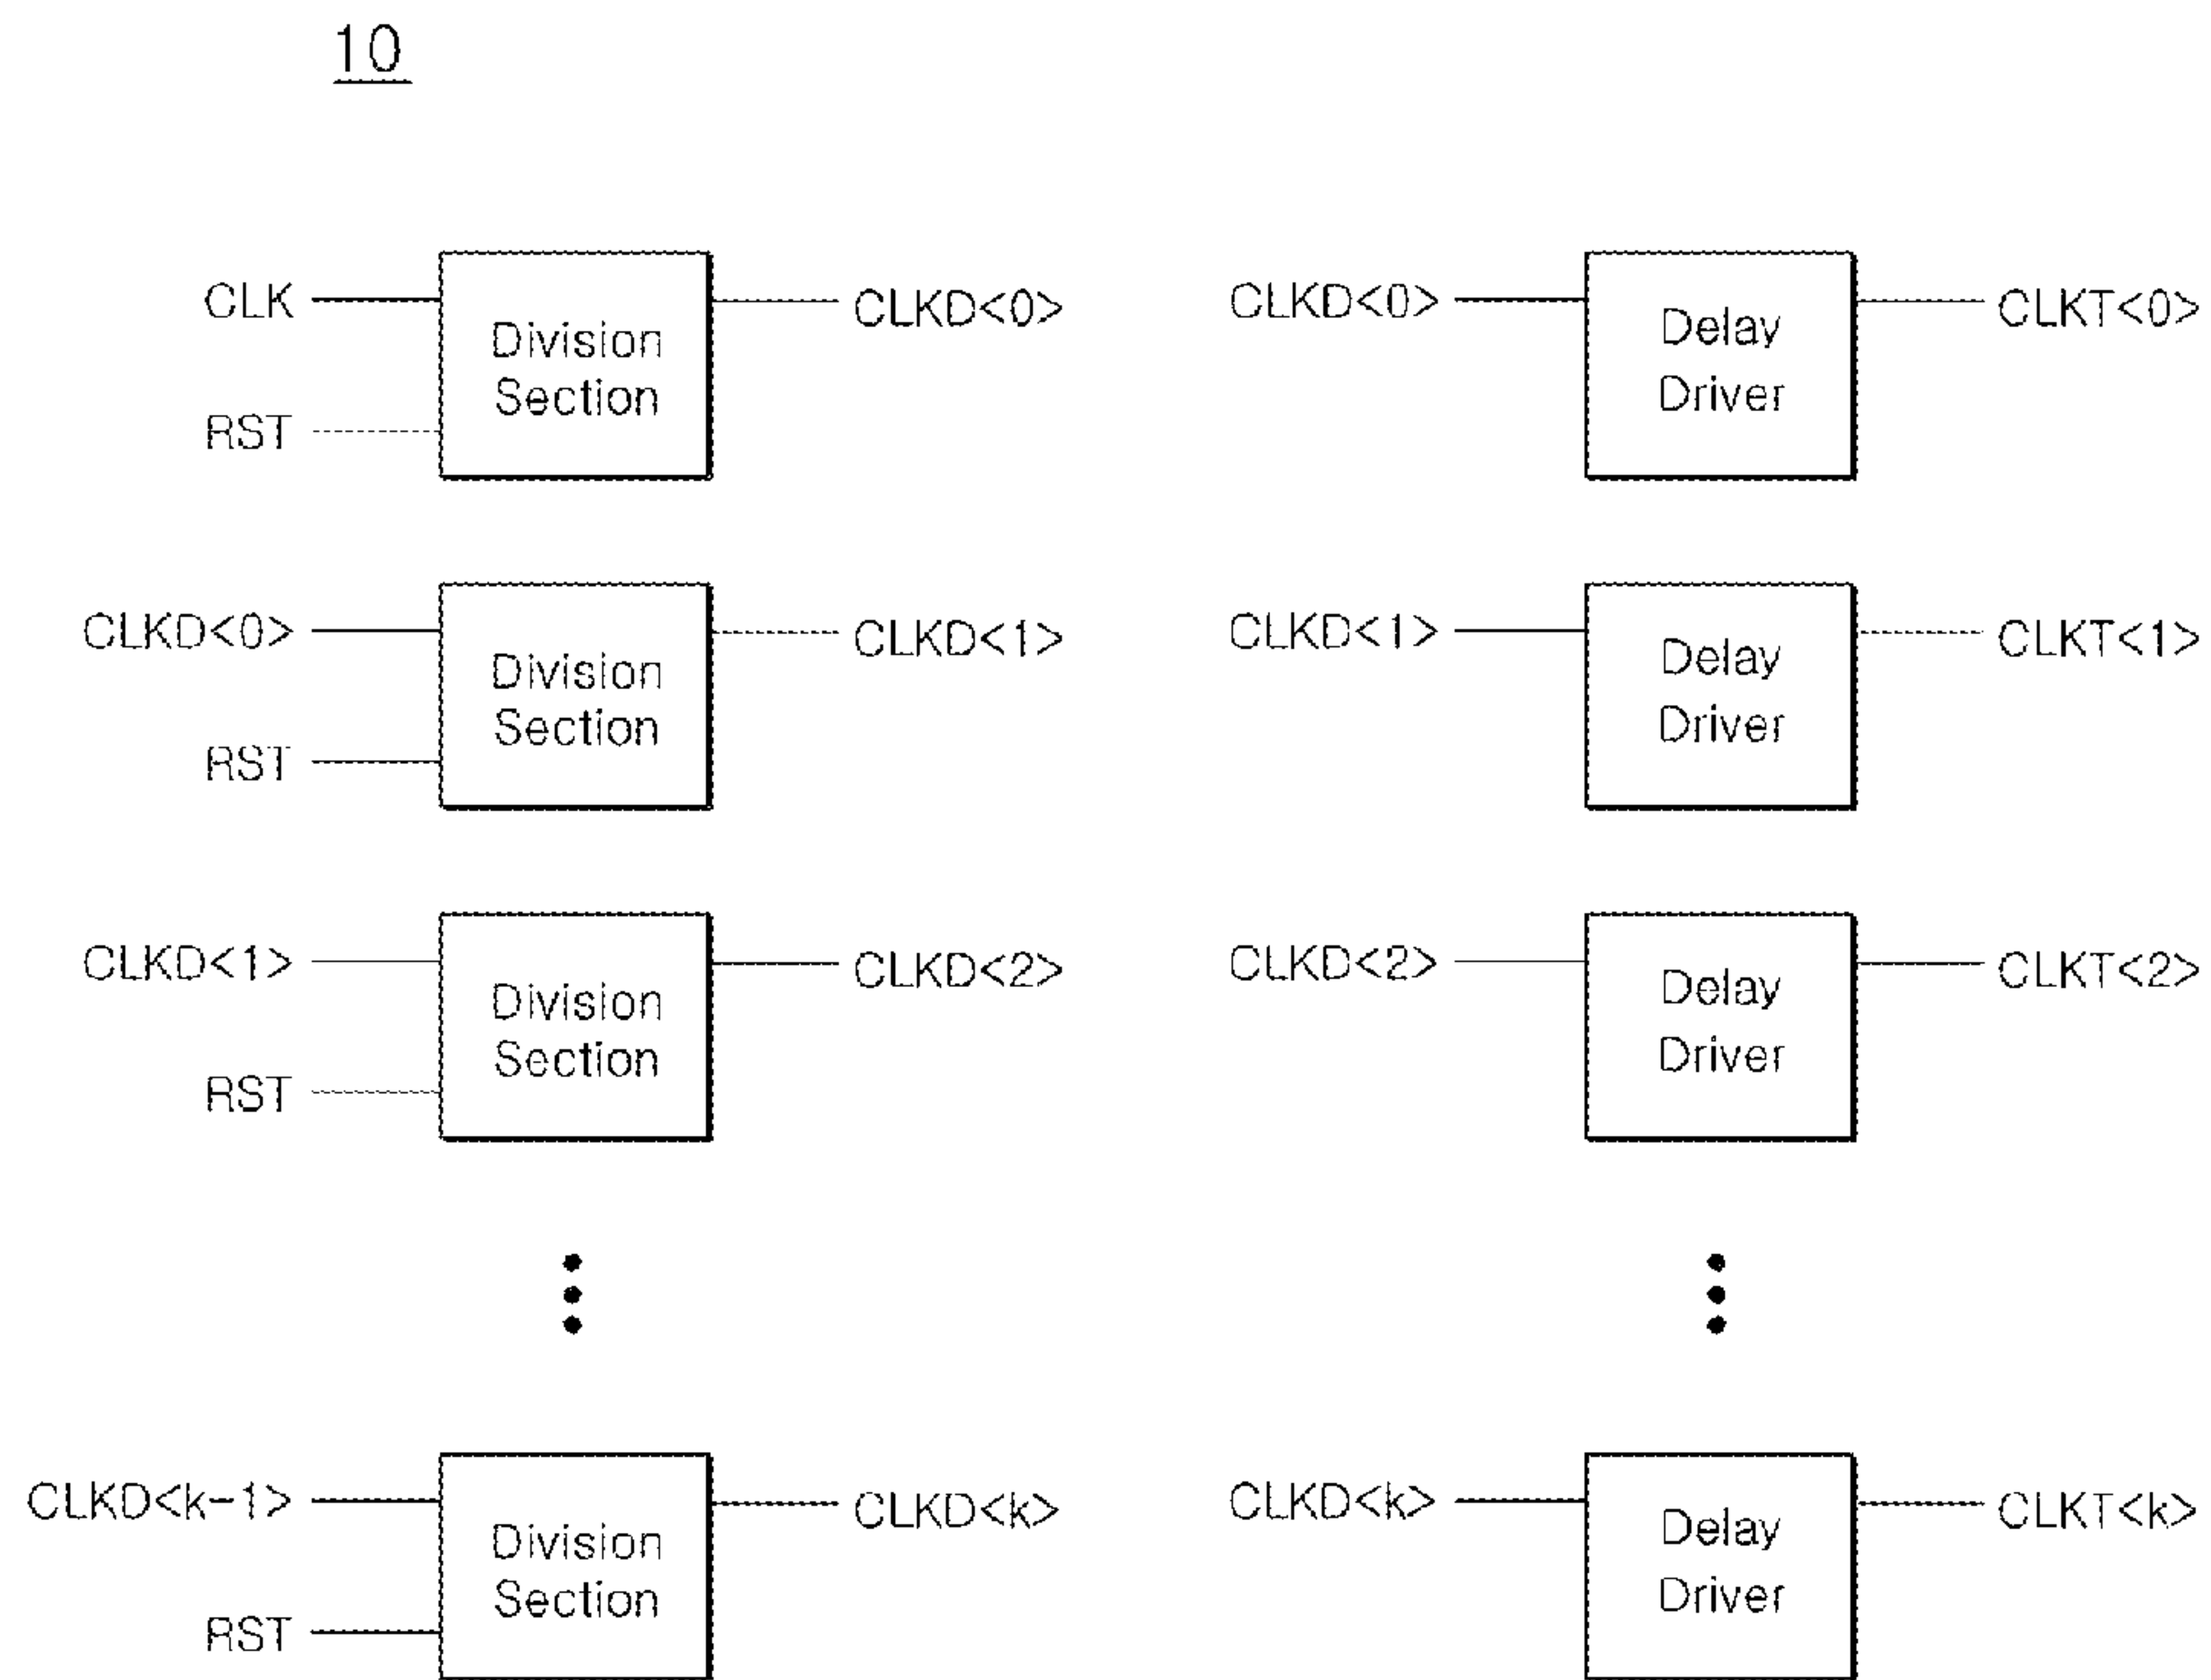 10
CLK
Division
Section
CLKD<0>
RST
CLKD<0>
Delay
Driver
CLKT<0>
CLKD<0>
Division
Section
CLKD<1>
RST
CLKD<1>
Delay
Driver
CLKT<1>
CLKD<1>
Division
Section
CLKD<2>
RST
CLKD<2>
Delay
Driver
CLKT<2>
CLKD<k-1>
Division
Section
CLKD<k>
RST
CLKD<k>
Delay
Driver
CLKT<k>